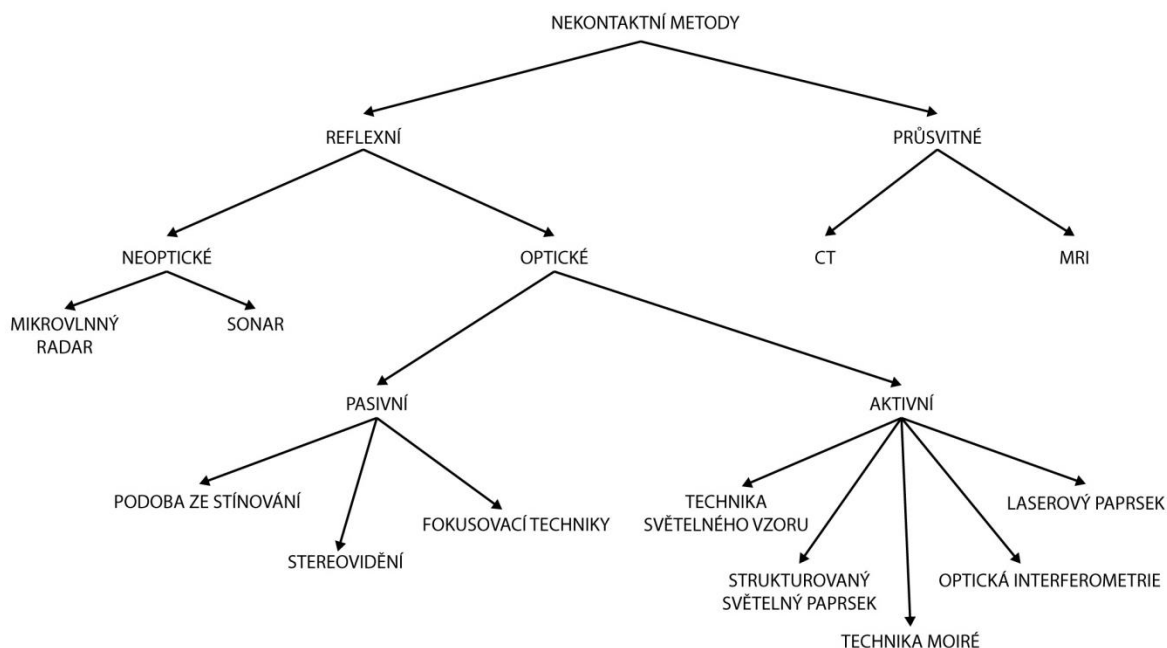 NEKONTAKTNÍ METODY
REFLEXNÍ
PRŮSVITNÉ
NEOPTICKÉ
OPTICKÉ
CT
MRI
MIKROVLNNÝ
RADAR
SONAR
PASIVNÍ
AKTIVNÍ
PODOBA ZE STÍNOVÁNÍ
STEREOVIDĚNÍ
FOKUSOVACÍ TECHNIKY
TECHNIKA
SVĚTELNÉHO VZORU
LASEROVÝ PAPRSEK
STRUKTUROVANÝ
SVĚTELNÝ PAPRSEK
OPTICKÁ INTERFEROMETRIE
TECHNIKA MOIRÉ